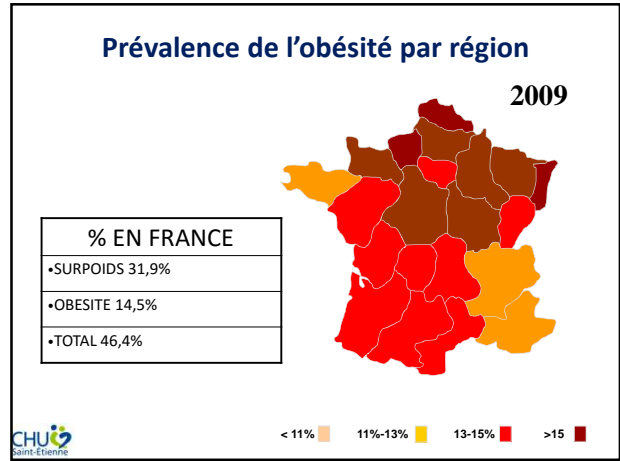 Prévalence de l'obésité par région
2009
% EN FRANCE
•SURPOIDS 31,9%
•OBESITE 14,5%
•TOTAL 46,4%
< 11%
11%-13%
13-15%
>15
CHU
Saint-Étienne